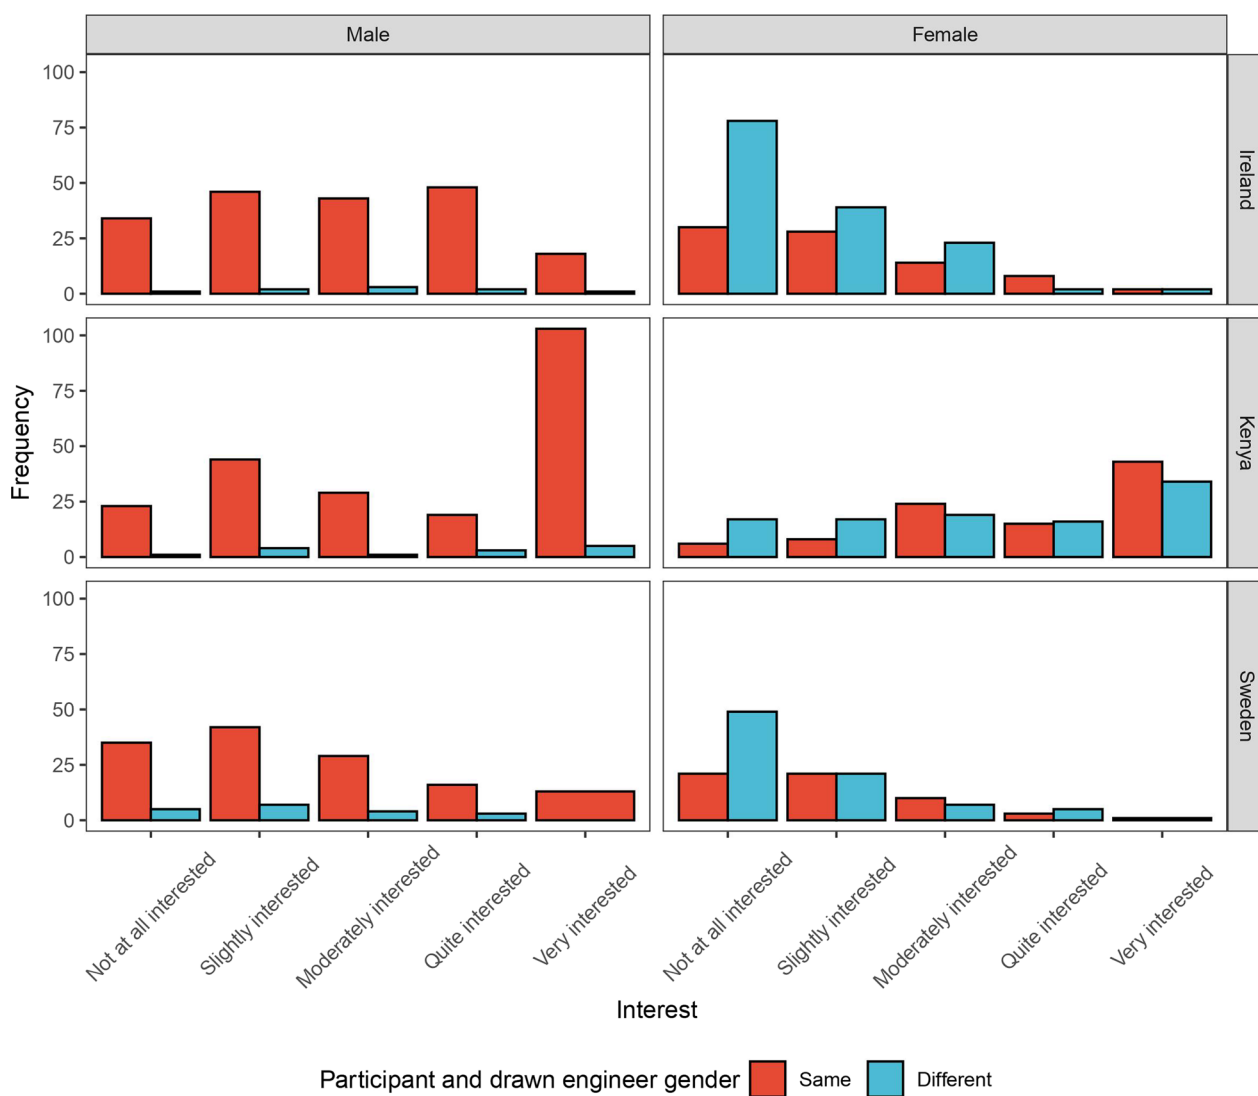 Male
Female
100
75
50
25
0
Ireland
100
75
50
25
0
Kenya
100
75
50
25
0
Sweden
Frequency
Not at all interested
Slightly interested
Moderately interested
Quite interested
Very interested
Not at all interested
Slightly interested
Moderately interested
Quite interested
Very interested
Interest
Participant and drawn engineer gender Same Different